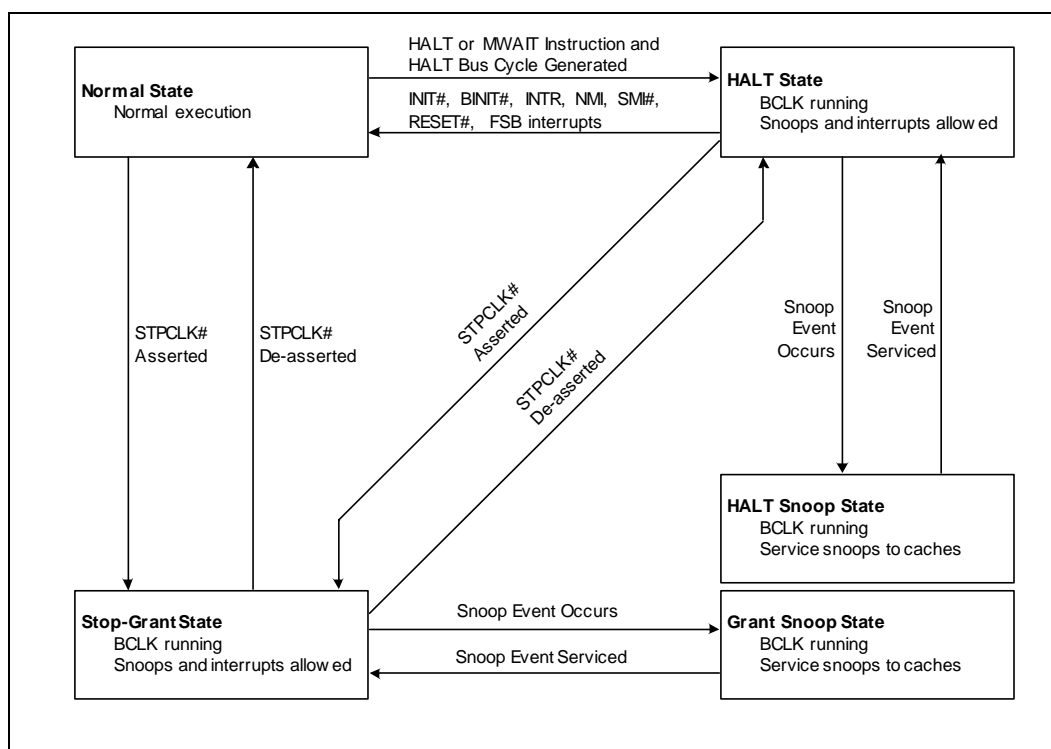 HALT or MWAIT Instruction and
HALT Bus Cycle Generated
Normal State
Normal execution
INIT#, BINIT#, INTR, NMI, SMI#,
RESET#, FSB interrupts
HALT State
BCLK running
Snoops and interrupts allowed
STPCLK#
Asserted
STPCLK#
De-asserted
STPCLK#
Asserted
STPCLK#
De-asserted
Snoop
Event
Occurs
Snoop
Event
Serviced
HALT Snoop State
BCLK running
Service snoops to caches
Stop-Grant State
BCLK running
Snoops and interrupts allowed
Snoop Event Occurs
Snoop Event Serviced
Grant Snoop State
BCLK running
Service snoops to caches